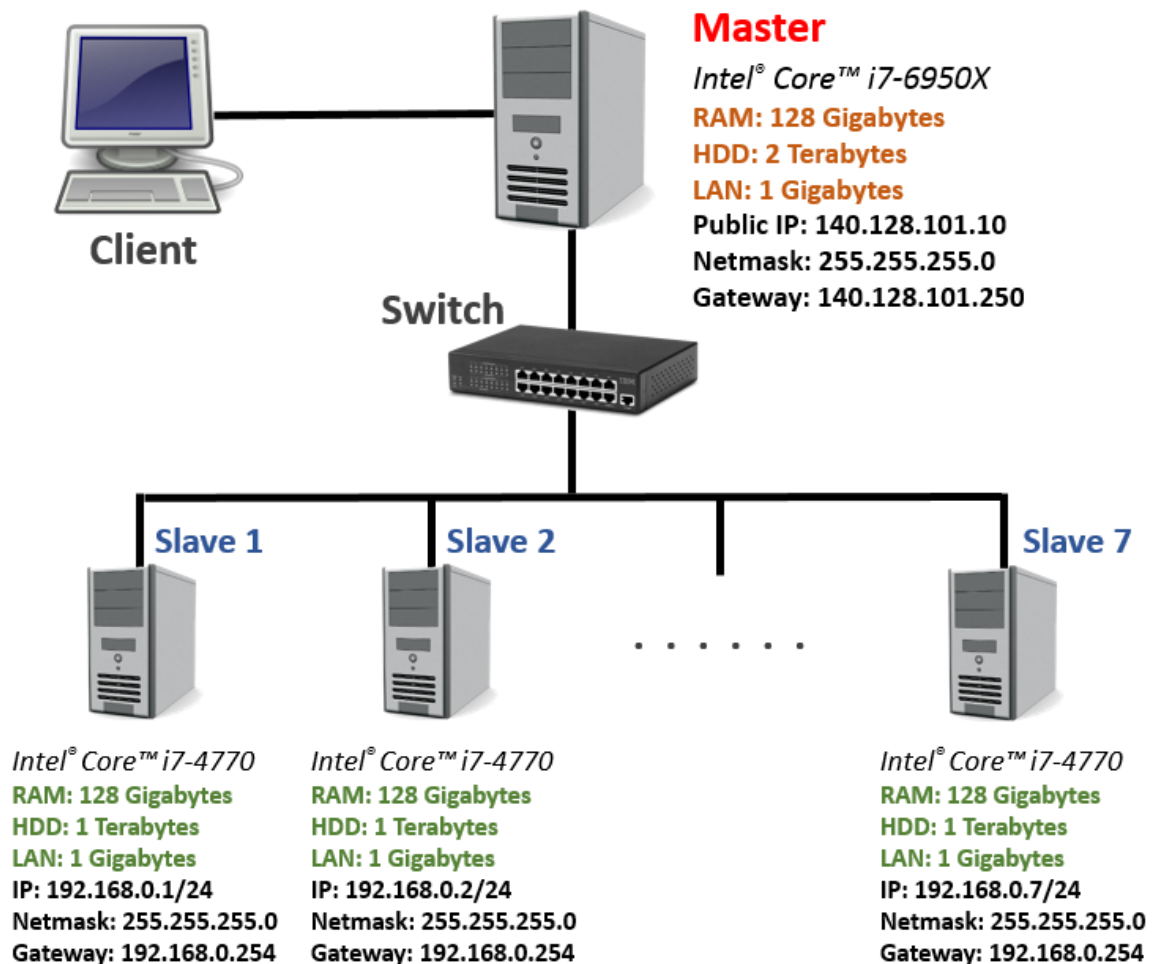 Master
Intel® Core™ i7-6950X
RAM: 128 Gigabytes
HDD: 2 Terabytes
LAN: 1 Gigabytes
Public IP: 140.128.101.10
Netmask: 255.255.255.0
Gateway: 140.128.101.250
Client
Switch
IBM
Slave 1
Slave 2
Slave 7
. . . . . .
Intel® Core™ i7-4770
RAM: 128 Gigabytes
HDD: 1 Terabytes
LAN: 1 Gigabytes
IP: 192.168.0.1/24
Netmask: 255.255.255.0
Gateway: 192.168.0.254
Intel® Core™ i7-4770
RAM: 128 Gigabytes
HDD: 1 Terabytes
LAN: 1 Gigabytes
IP: 192.168.0.2/24
Netmask: 255.255.255.0
Gateway: 192.168.0.254
Intel® Core™ i7-4770
RAM: 128 Gigabytes
HDD: 1 Terabytes
LAN: 1 Gigabytes
IP: 192.168.0.7/24
Netmask: 255.255.255.0
Gateway: 192.168.0.254